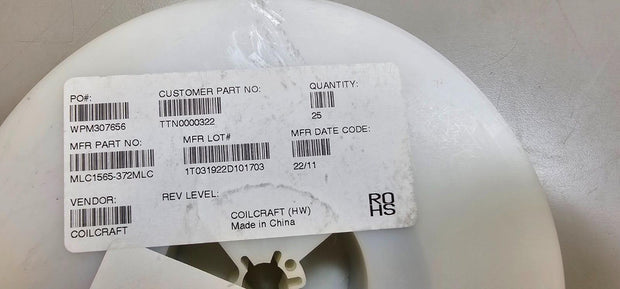 PO#:
CUSTOMER PART NO:
QUANTITY:
WPM307656
TTN0000322
25
MFR PART NO:
MFR LOT#
MFR DATE CODE:
MLC1565-372MLC
1T031922D101703
22/11
VENDOR:
REV LEVEL:
COILCRAFT
COILCRAFT (HW)
Made in China
RO
HS